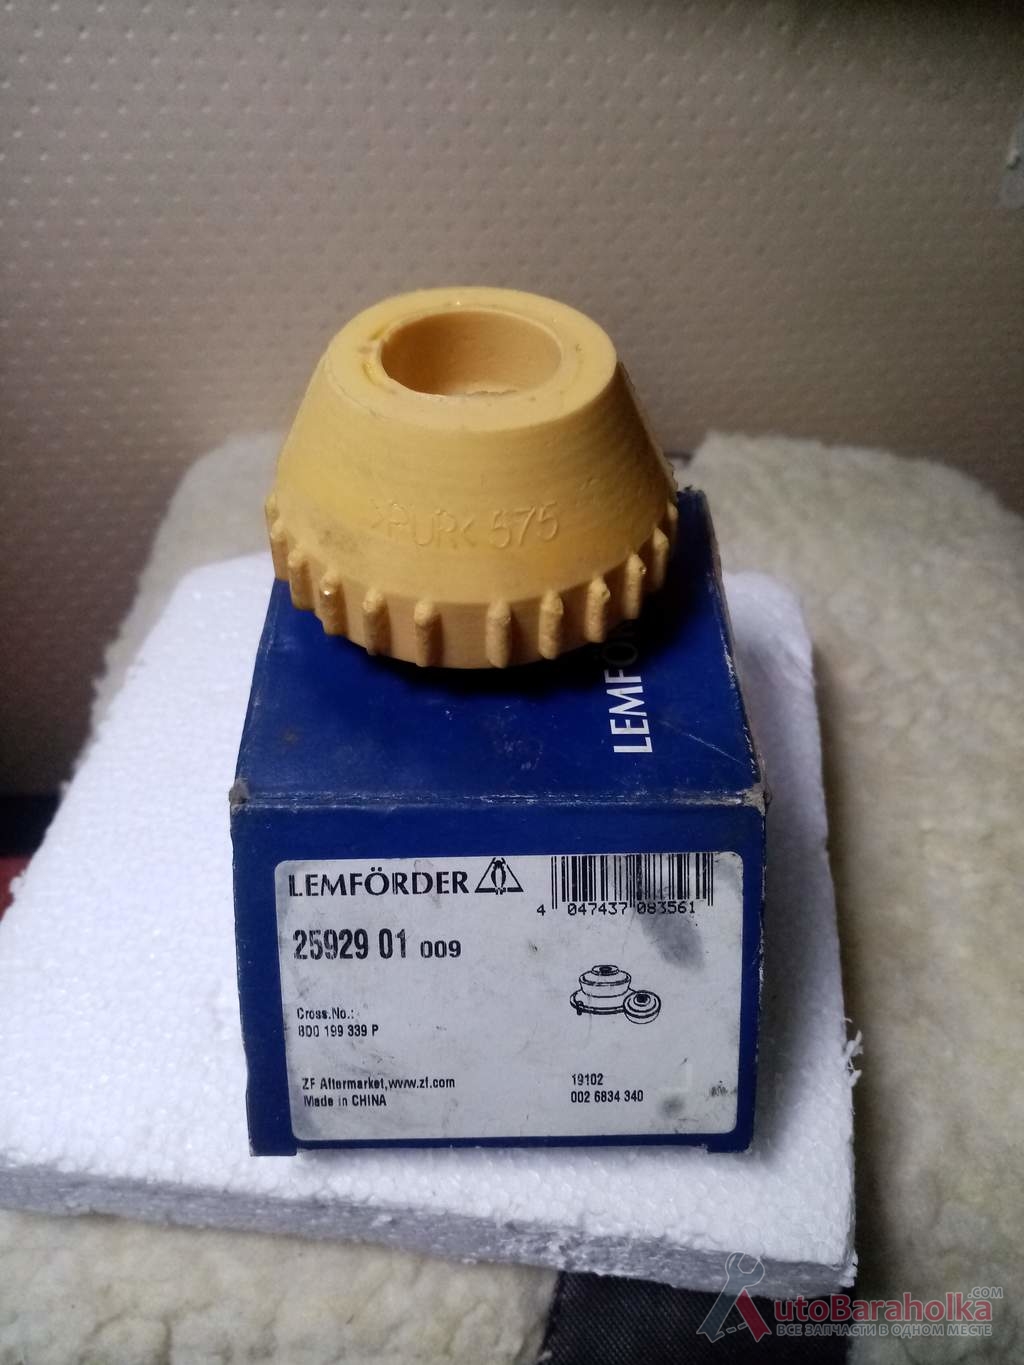 >PUR< 575
LEMFÖ
LEMFÖRDER
4 047437 083561
25929 01 009
Cross.No.:
8D0 199 339 P
ZF Aftermarket,www.zf.com
Made in CHINA
19102
002 6834 340
AutoBaraholka.COM
ВСЕ ЗАПЧАСТИ В ОДНОМ МЕСТЕ